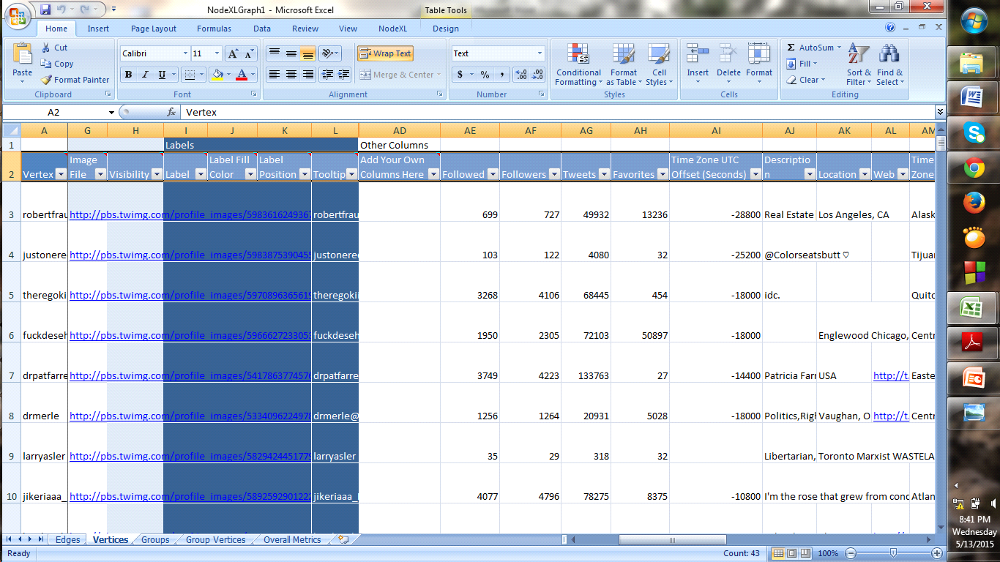 NodeXLGraph1 - Microsoft Excel
Table Tools
Home Insert Page Layout Formulas Data Review View NodeXL Design
Paste
Cut
Copy
Format Painter
Clipboard
Calibri 11
B I U
Font
Wrap Text
Merge & Center
Alignment
Text
$ % ,
Number
Conditional Formatting
Format as Table
Cell Styles
Styles
Insert Delete Format
Cells
AutoSum
Fill
Clear
Sort & Filter
Find & Select
Editing
A2 fx Vertex
A G H I J K L AD AE AF AG AH AI AJ AK AL AM
1 Labels Other Columns
2 Vertex Image File Visibility Label Label Fill Color Label Position Tooltip Add Your Own Columns Here Followed Followers Tweets Favorites Time Zone UTC Offset (Seconds) Description Location Web Time Zone
3 robertfrau http://pbs.twimg.com/profile_images/598361624936 robertfrau 699 727 49932 13236 -28800 Real Estate Los Angeles, CA Alask
4 justonere http://pbs.twimg.com/profile_images/5983875390455 justonere 103 122 4080 32 -25200 @Colorseatsbutt ♡ Tijuan
5 theregoki http://pbs.twimg.com/profile_images/5970896365619 theregoki 3268 4106 68445 454 -18000 idc. Quito
6 fuckdeseh http://pbs.twimg.com/profile_images/5966627233053 fuckdeseh 1950 2305 72103 50897 -18000 Englewood Chicago, Centr
7 drpatfarre http://pbs.twimg.com/profile_images/5417863774576 drpatfarre 3749 4223 133763 27 -14400 Patricia Farr USA http://t. Easte
8 drmerle http://pbs.twimg.com/profile_images/5334096224978 drmerle@ 1256 1264 20931 5028 -18000 Politics,Righ Vaughan, O http://t. Centr
9 larryasler http://pbs.twimg.com/profile_images/5829424451779 larryasler 35 29 318 32 Libertarian, Toronto Marxist WASTELA
10 jikeriaaa_ http://pbs.twimg.com/profile_images/5892592901222 jikeriaaa_ 4077 4796 78275 8375 -10800 I'm the rose that grew from conc Atlan
Edges Vertices Groups Group Vertices Overall Metrics
Ready Count: 43 100%
8:41 PM
Wednesday
5/13/2015